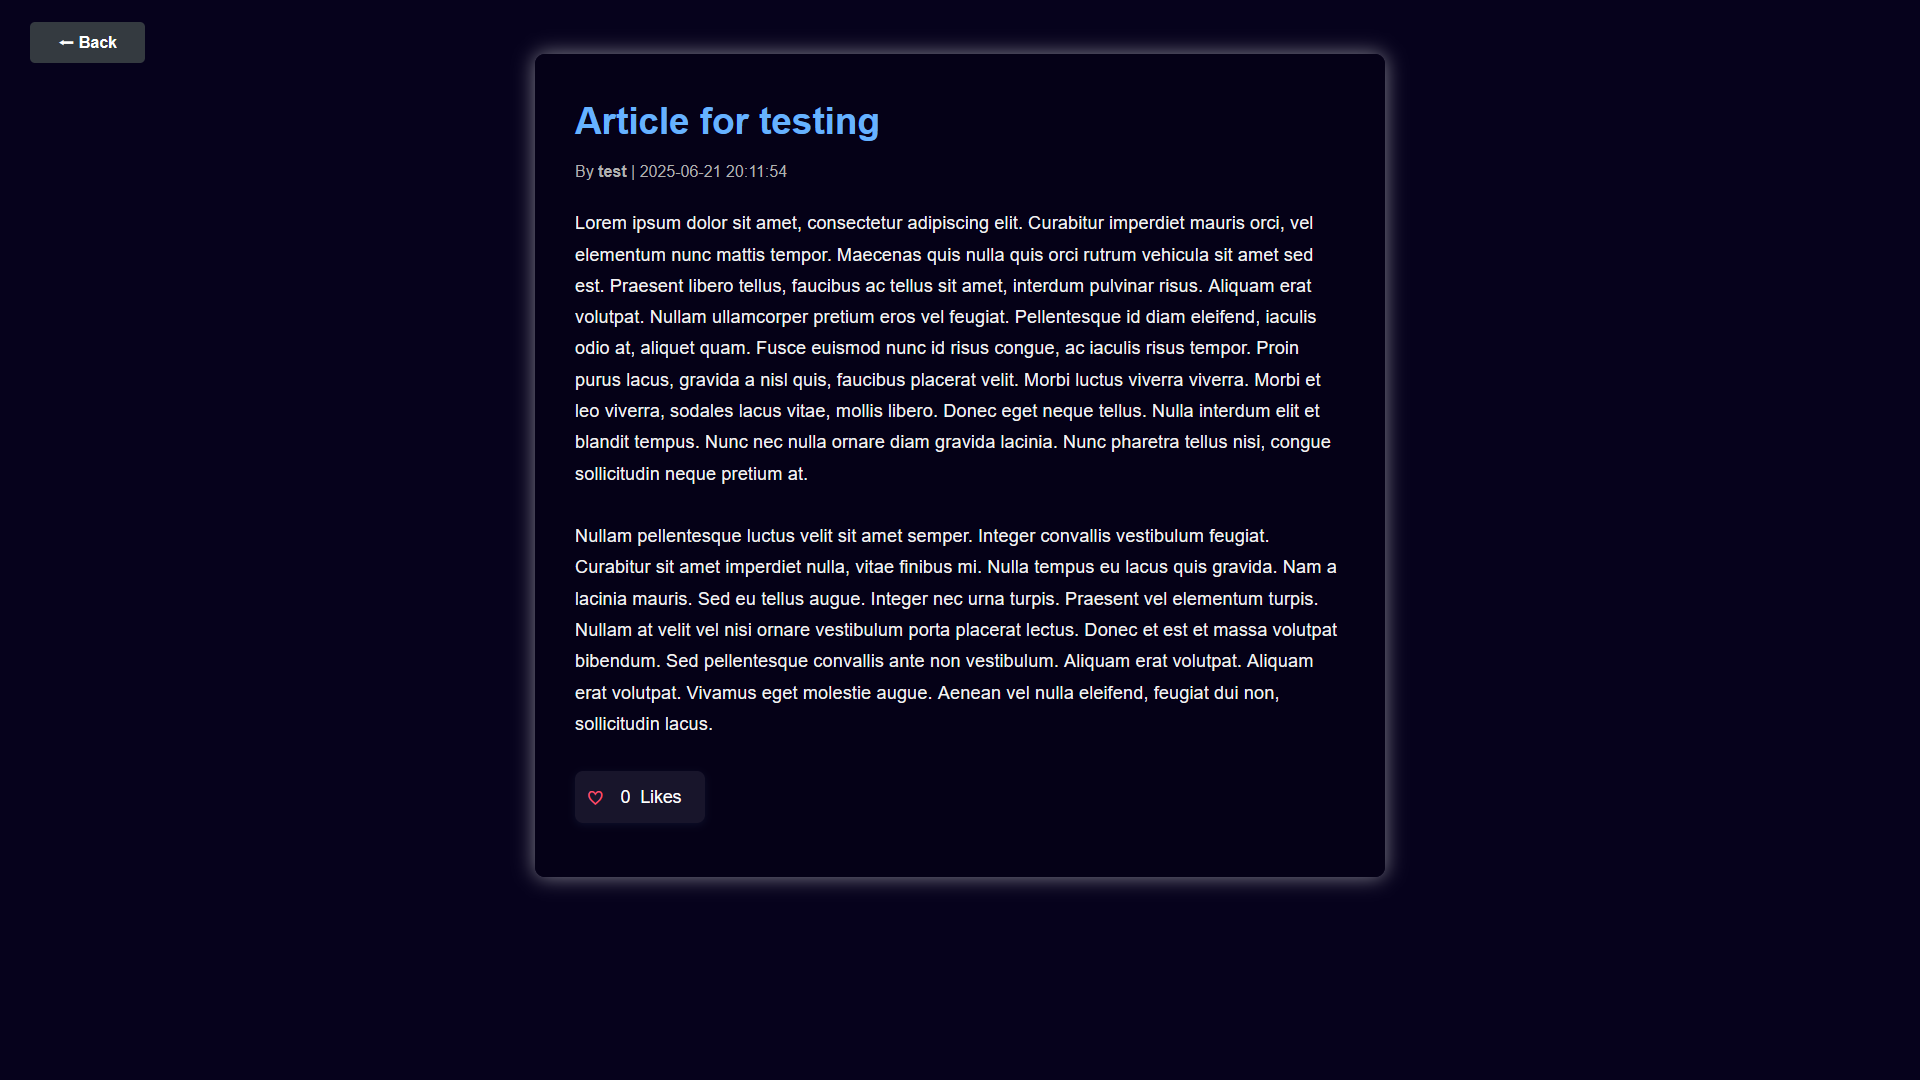 ← Back
Article for testing
By test | 2025-06-21 20:11:54
Lorem ipsum dolor sit amet, consectetur adipiscing elit. Curabitur imperdiet mauris orci, vel
elementum nunc mattis tempor. Maecenas quis nulla quis orci rutrum vehicula sit amet sed
est. Praesent libero tellus, faucibus ac tellus sit amet, interdum pulvinar risus. Aliquam erat
volutpat. Nullam ullamcorper pretium eros vel feugiat. Pellentesque id diam eleifend, iaculis
odio at, aliquet quam. Fusce euismod nunc id risus congue, ac iaculis risus tempor. Proin
purus lacus, gravida a nisl quis, faucibus placerat velit. Morbi luctus viverra viverra. Morbi et
leo viverra, sodales lacus vitae, mollis libero. Donec eget neque tellus. Nulla interdum elit et
blandit tempus. Nunc nec nulla ornare diam gravida lacinia. Nunc pharetra tellus nisi, congue
sollicitudin neque pretium at.
Nullam pellentesque luctus velit sit amet semper. Integer convallis vestibulum feugiat.
Curabitur sit amet imperdiet nulla, vitae finibus mi. Nulla tempus eu lacus quis gravida. Nam a
lacinia mauris. Sed eu tellus augue. Integer nec urna turpis. Praesent vel elementum turpis.
Nullam at velit vel nisi ornare vestibulum porta placerat lectus. Donec et est et massa volutpat
bibendum. Sed pellentesque convallis ante non vestibulum. Aliquam erat volutpat. Aliquam
erat volutpat. Vivamus eget molestie augue. Aenean vel nulla eleifend, feugiat dui non,
sollicitudin lacus.
0 Likes